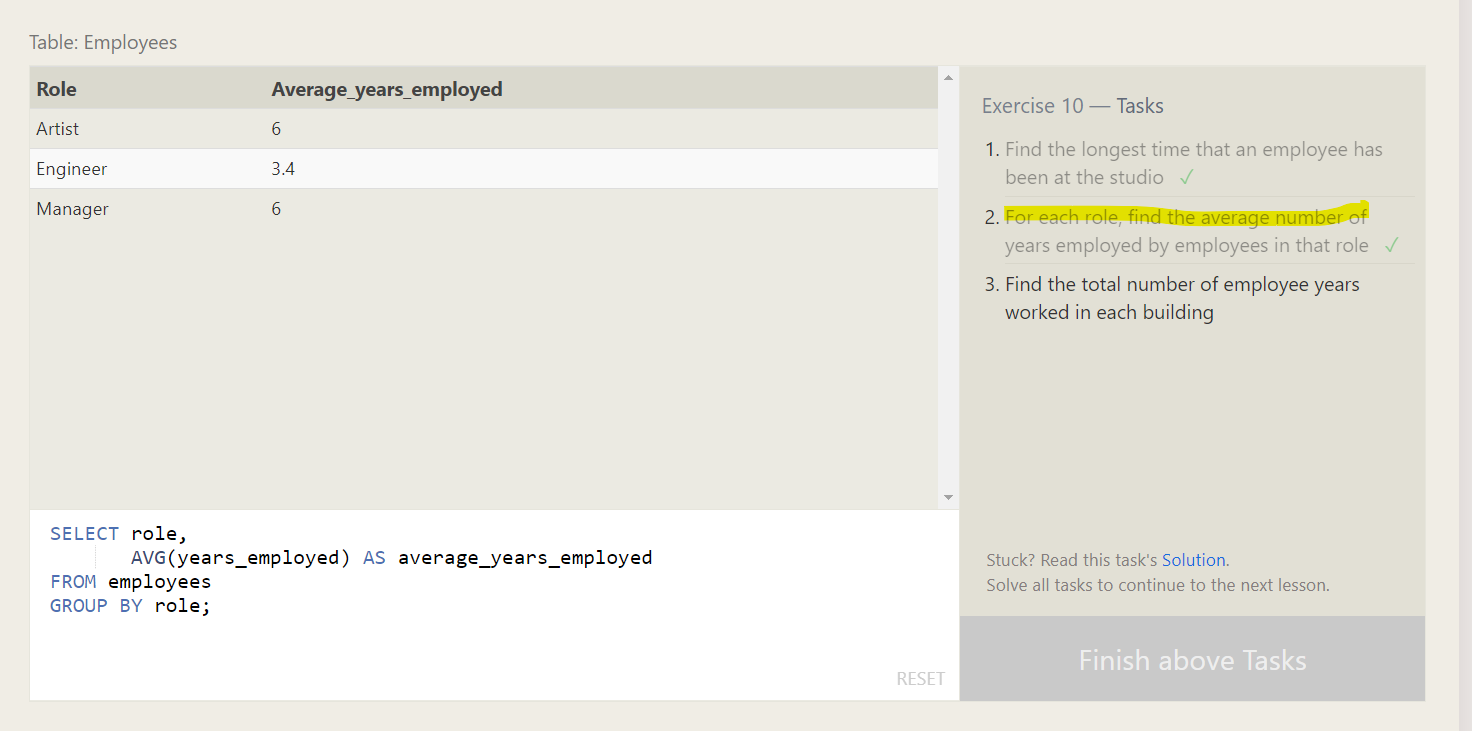 Table: Employees
Role Average_years_employed
Artist 6
Engineer 3.4
Manager 6
SELECT role,
AVG(years_employed) AS average_years_employed
FROM employees
GROUP BY role;
RESET
Exercise 10 — Tasks
1. Find the longest time that an employee has
been at the studio ✓
2. For each role, find the average number of
years employed by employees in that role ✓
3. Find the total number of employee years
worked in each building
Stuck? Read this task's Solution.
Solve all tasks to continue to the next lesson.
Finish above Tasks